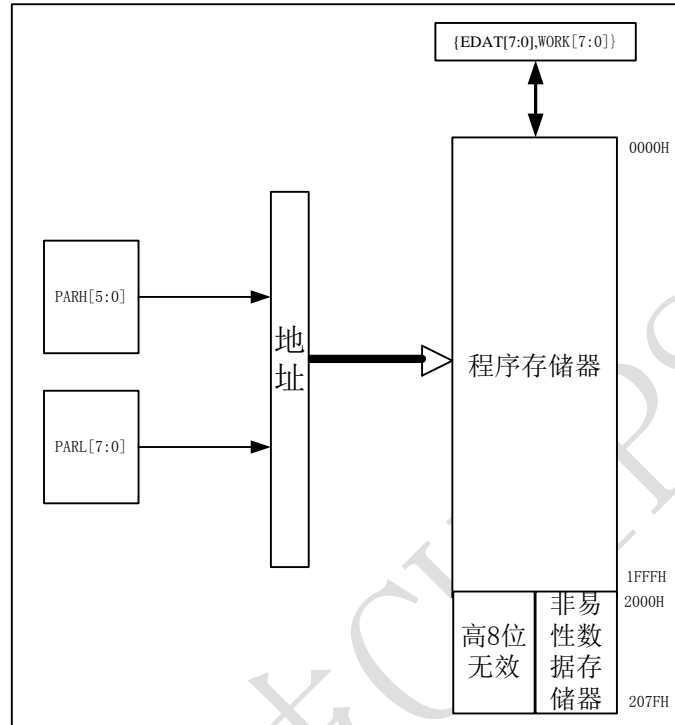 {EDAT[7:0],WORK[7:0]}
0000H
PARH[5:0]
地
址
程序存储器
PARL[7:0]
1FFFH
2000H
高8位
无效
非易
性数
据存
储器
207FH